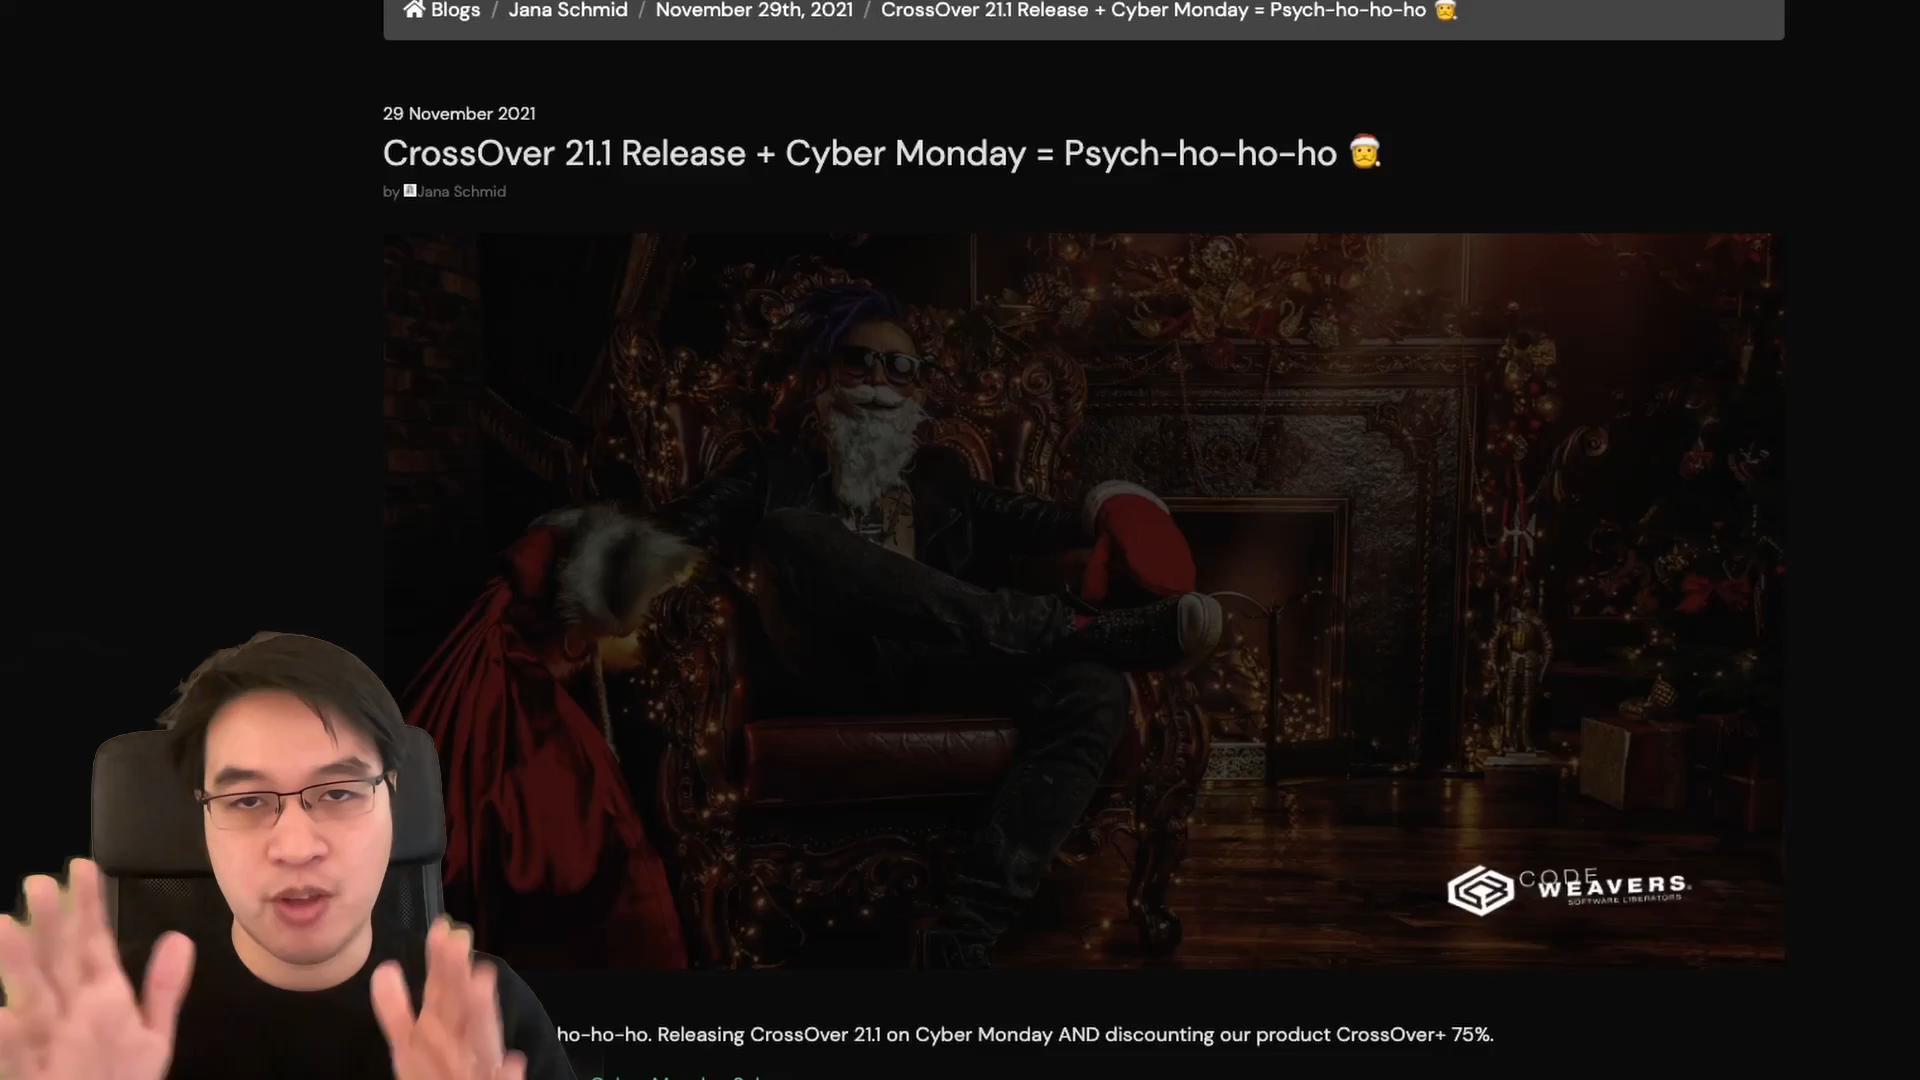 Blogs / Jana Schmid / November 29th, 2021 / CrossOver 21.1 Release + Cyber Monday = Psych-ho-ho-ho 🎅
29 November 2021
CrossOver 21.1 Release + Cyber Monday = Psych-ho-ho-ho 🎅
by Jana Schmid
CODE
WEAVERS
SOFTWARE LIBERATORS
ho-ho-ho. Releasing CrossOver 21.1 on Cyber Monday AND discounting our product CrossOver+ 75%.